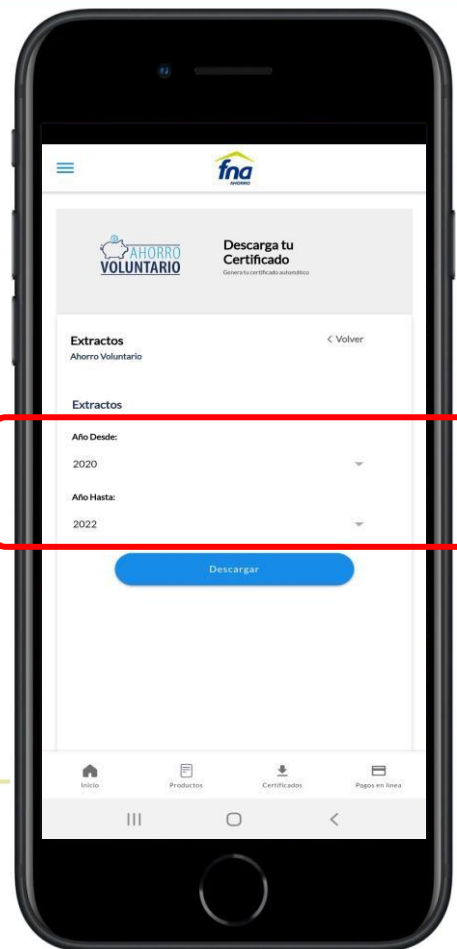 fna
AHORRO
AHORRO
VOLUNTARIO
Descarga tu
Certificado
Genera tu certificado automático
Extractos
< Volver
Ahorro Voluntario
Extractos
Año Desde:
2020
Año Hasta:
2022
Descargar
Inicio
Productos
Certificados
Pagos en línea